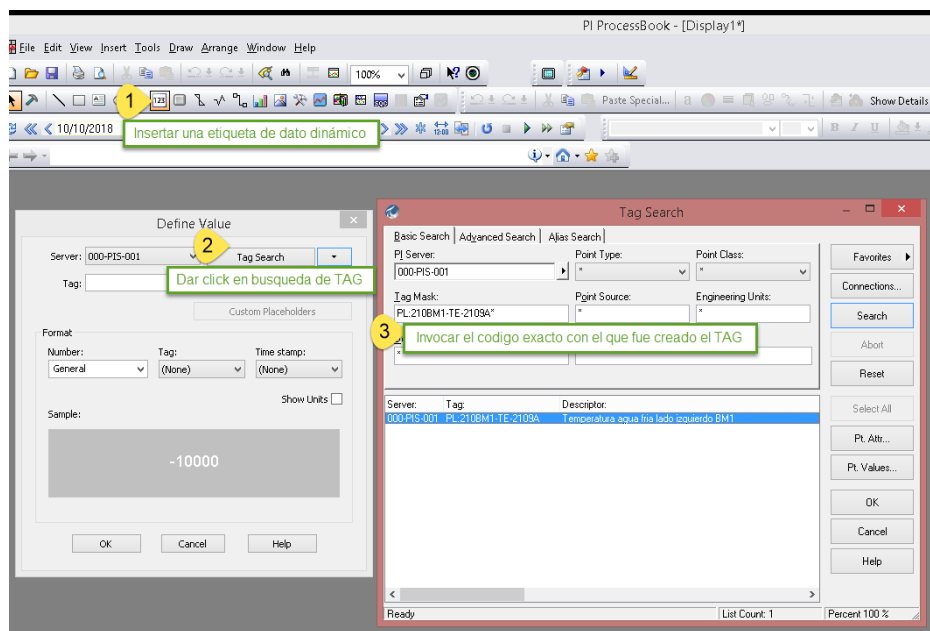 PI ProcessBook - [Display1*]
File Edit View Insert Tools Draw Arrange Window Help
100%
1
123
Paste Special...
Show Details
10/10/2018
Insertar una etiqueta de dato dinámico
12:00
B I U
Define Value
Server: 000-PIS-001
2
Tag Search
Tag:
Dar click en busqueda de TAG
Custom Placeholders
Format
Number: Tag: Time stamp:
General (None) (None)
Show Units
Sample:
-10000
OK Cancel Help
Tag Search
Basic Search Advanced Search Alias Search
PI Server: Point Type: Point Class:
000-PIS-001 * *
Tag Mask: Point Source: Engineering Units:
PL:210BM1-TE-2109A* * *
3
Invocar el codigo exacto con el que fue creado el TAG
*
Server: Tag: Descriptor:
000-PIS-001 PL:210BM1-TE-2109A Temperatura agua fria lado izquierdo BM1
Favorites
Connections...
Search
Abort
Reset
Select All
Pt. Attr...
Pt. Values...
OK
Cancel
Help
Ready List Count: 1 Percent 100 %